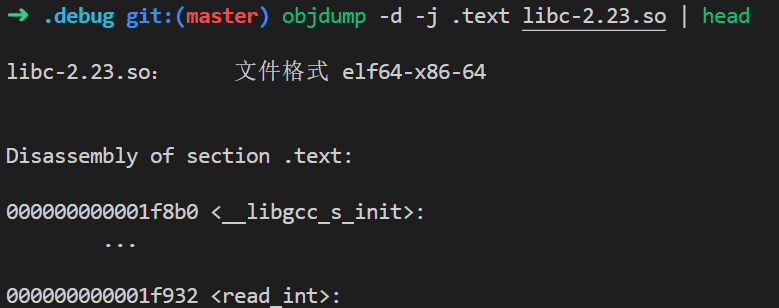 ➜ .debug git:(master) objdump -d -j .text libc-2.23.so | head
libc-2.23.so： 文件格式 elf64-x86-64
Disassembly of section .text:
000000000001f8b0 <__libgcc_s_init>:
...
000000000001f932 <read_int>: